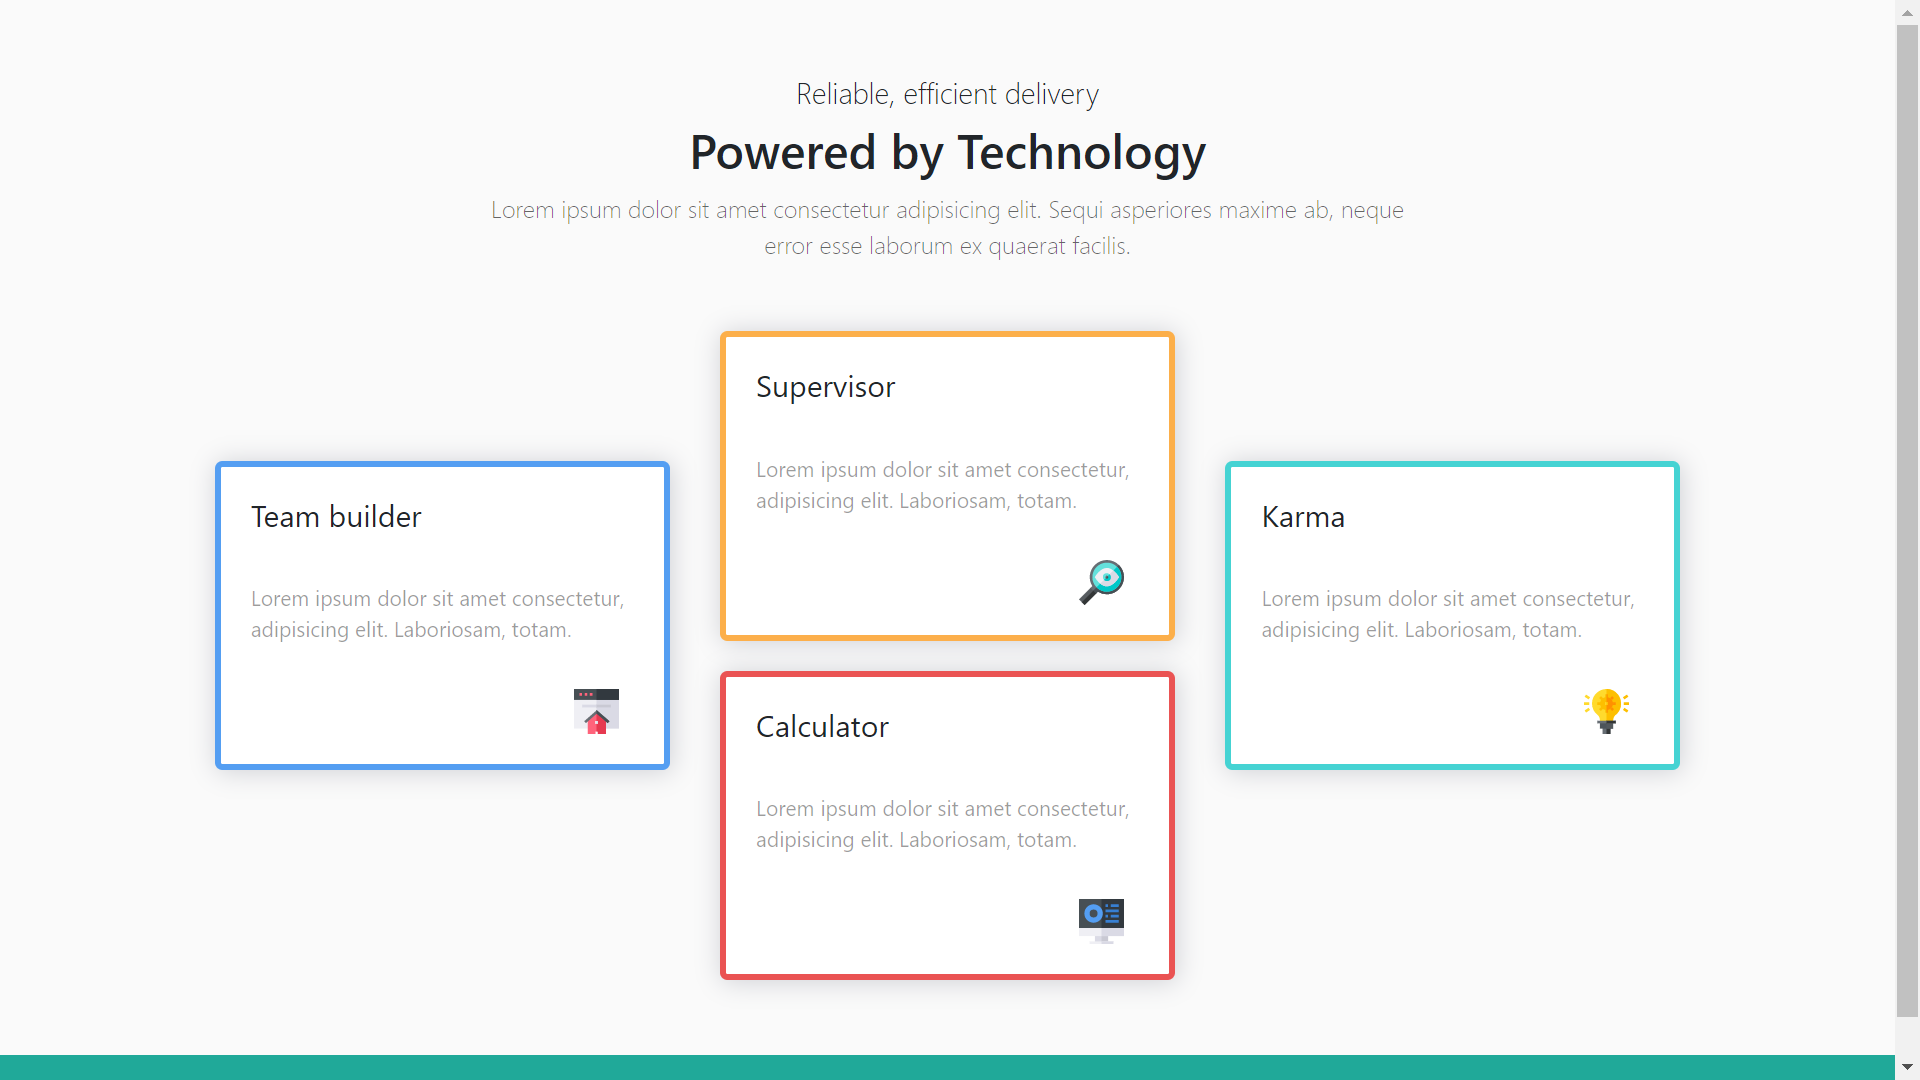 Reliable, efficient delivery
Powered by Technology
Lorem ipsum dolor sit amet consectetur adipisicing elit. Sequi asperiores maxime ab, neque
error esse laborum ex quaerat facilis.
Supervisor
Lorem ipsum dolor sit amet consectetur,
adipisicing elit. Laboriosam, totam.
Team builder
Lorem ipsum dolor sit amet consectetur,
adipisicing elit. Laboriosam, totam.
Karma
Lorem ipsum dolor sit amet consectetur,
adipisicing elit. Laboriosam, totam.
Calculator
Lorem ipsum dolor sit amet consectetur,
adipisicing elit. Laboriosam, totam.